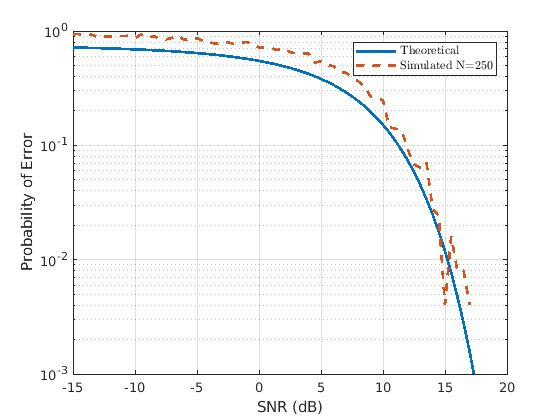 Theoretical
Simulated N=250
Probability of Error
10^0
10^-1
10^-2
10^-3
-15 -10 -5 0 5 10 15 20
SNR (dB)